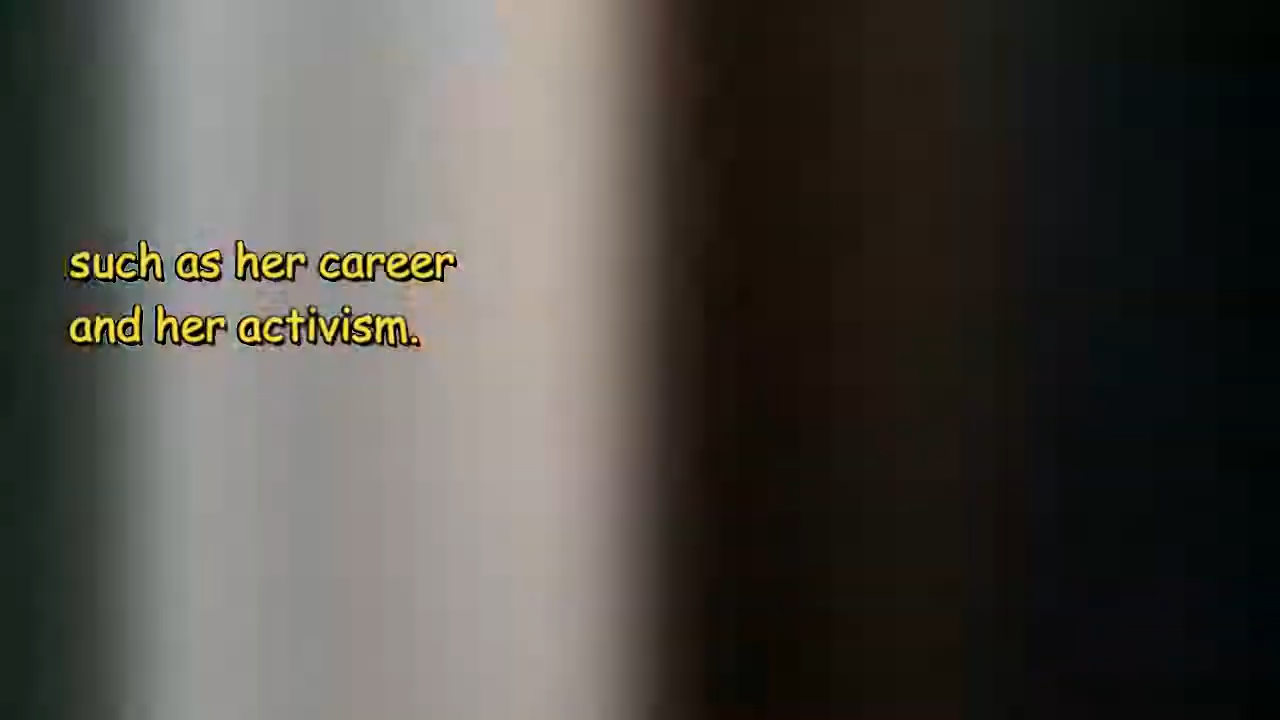 such as her career
and her activism.